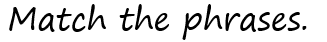 Match the phrases.